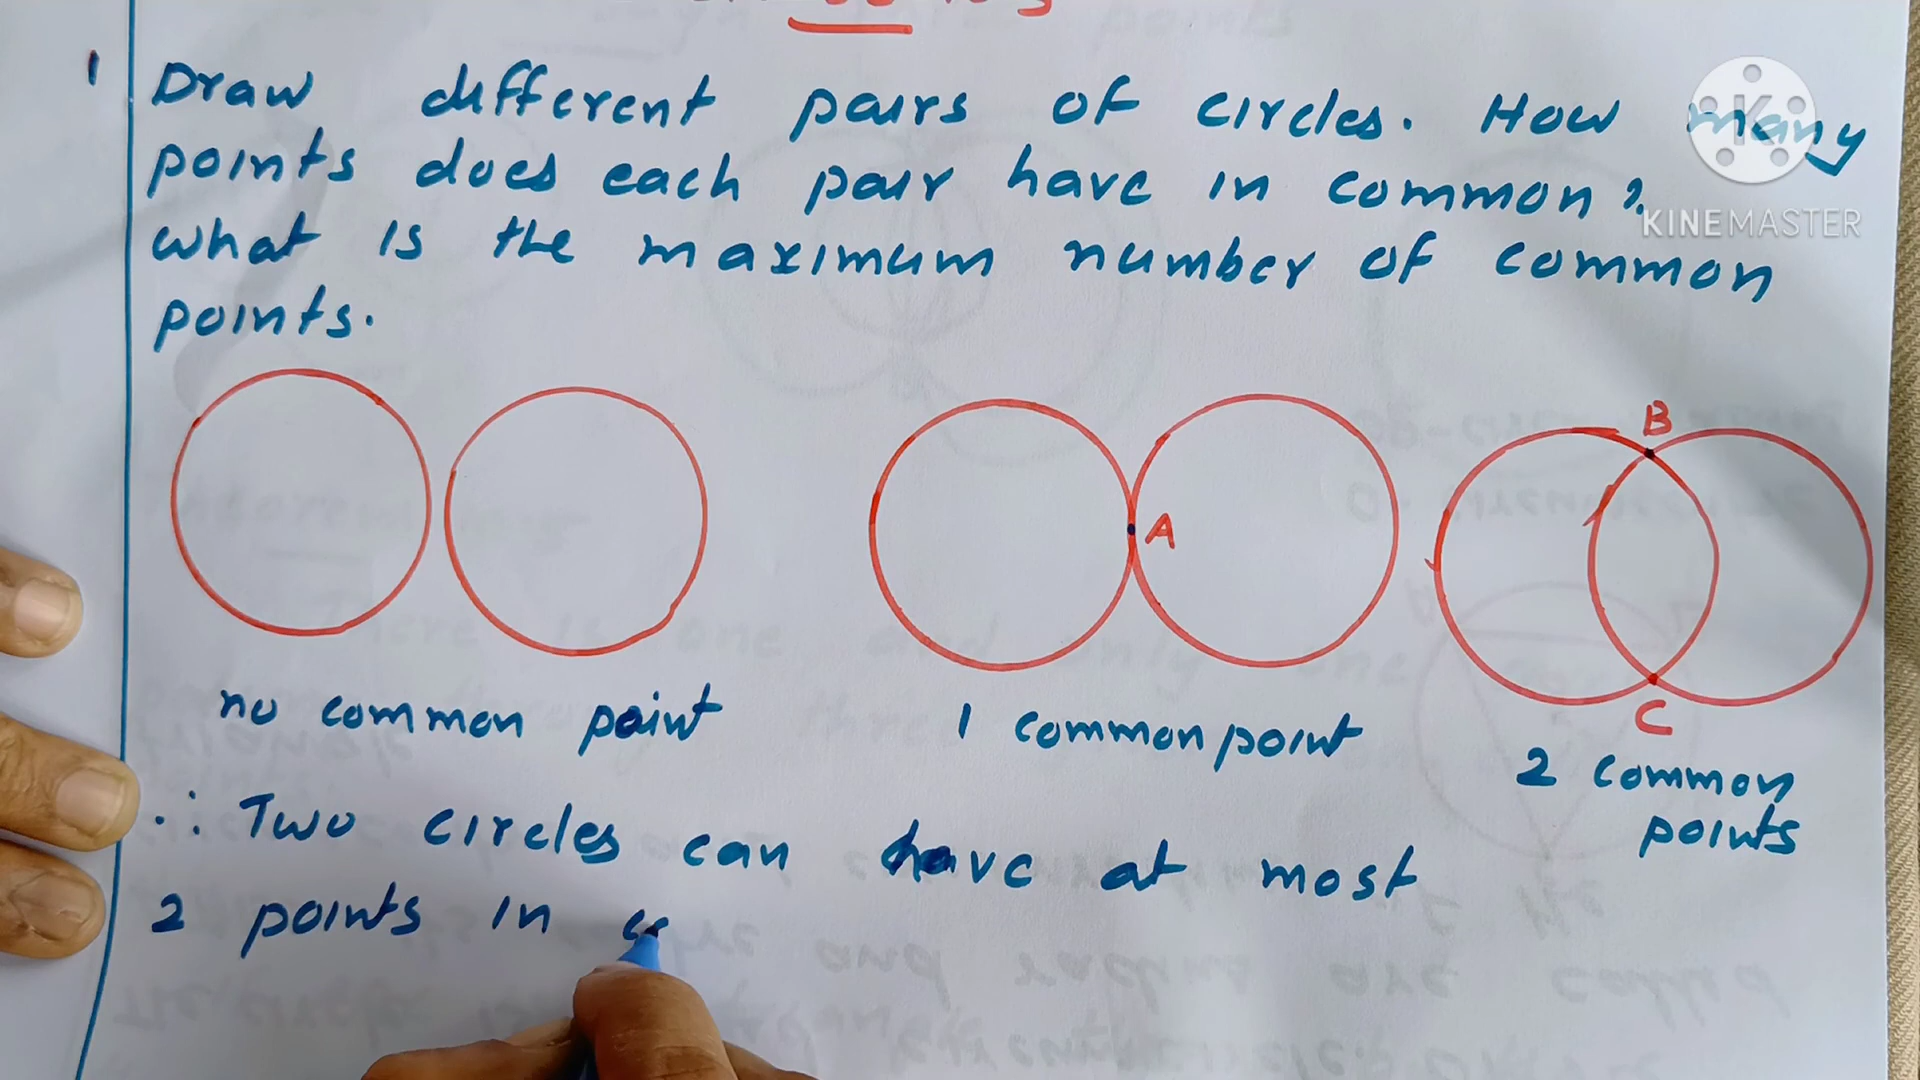 1 Draw different pairs of circles. How many
points does each pair have in common?
what is the maximum number of common
points.
KINEMASTER
B
A
C
no common point
1 common point
2 common
points
∴ Two circles can have at most
2 points in